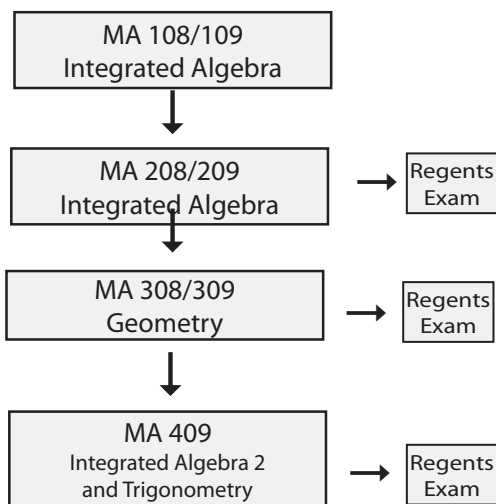 MA 108/109
Integrated Algebra
MA 208/209
Integrated Algebra
Regents
Exam
MA 308/309
Geometry
Regents
Exam
MA 409
Integrated Algebra 2
and Trigonometry
Regents
Exam